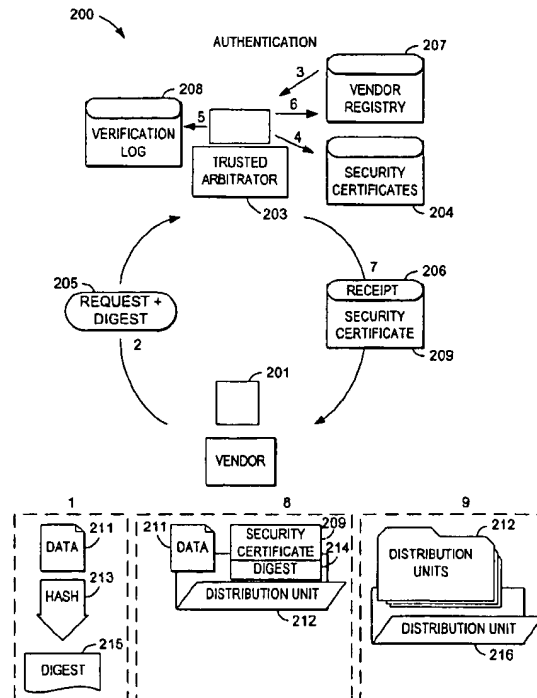 200
AUTHENTICATION
207
208
3
VENDOR
REGISTRY
5
6
VERIFICATION
LOG
4
TRUSTED
ARBITRATOR
SECURITY
CERTIFICATES
203
204
7
206
205
RECEIPT
REQUEST +
DIGEST
SECURITY
CERTIFICATE
2
209
201
VENDOR
1
8
9
211
DATA
213
HASH
215
DIGEST
211
DATA
209
SECURITY
CERTIFICATE
214
DIGEST
DISTRIBUTION UNIT
212
212
DISTRIBUTION
UNITS
DISTRIBUTION UNIT
216